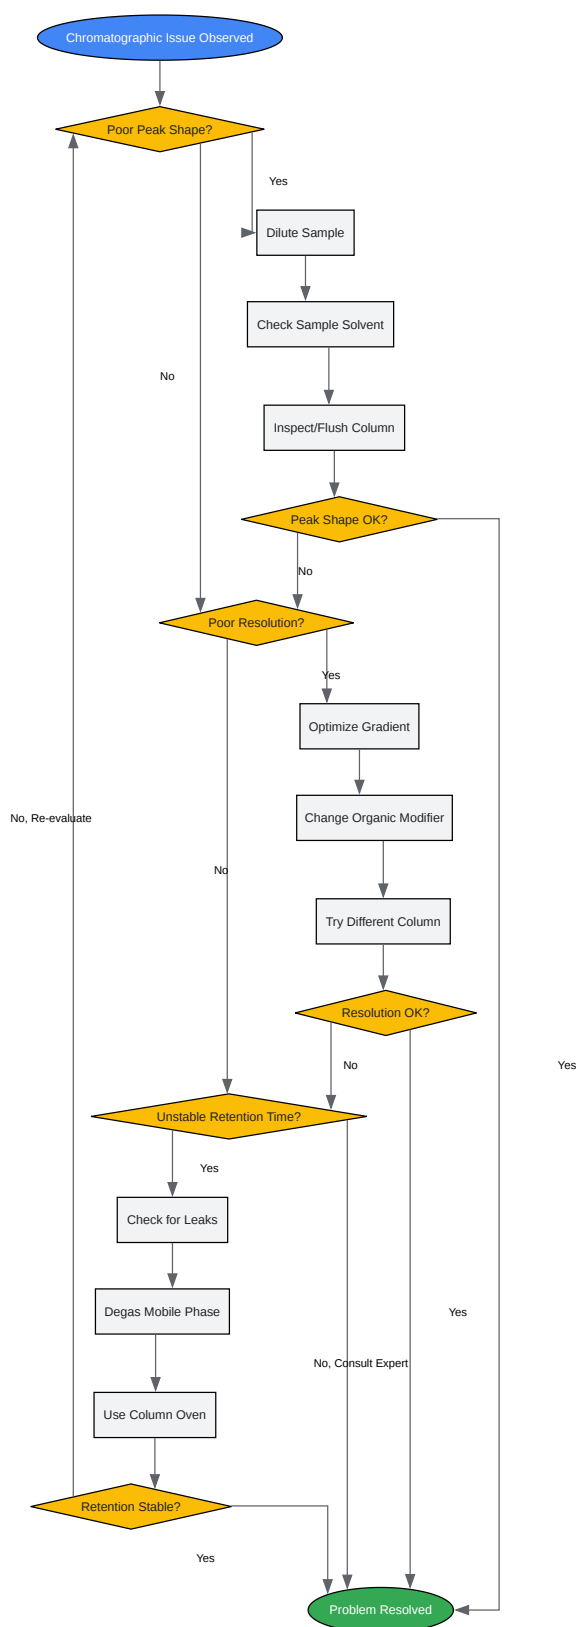 Chromatographic Issue Observed
Poor Peak Shape?
Yes
Dilute Sample
Check Sample Solvent
No
Inspect/Flush Column
Peak Shape OK?
No
Poor Resolution?
Yes
Optimize Gradient
No, Re-evaluate
Change Organic Modifier
No
Try Different Column
Resolution OK?
No
Yes
Unstable Retention Time?
Yes
Check for Leaks
Degas Mobile Phase
Yes
No, Consult Expert
Use Column Oven
Retention Stable?
Yes
Problem Resolved